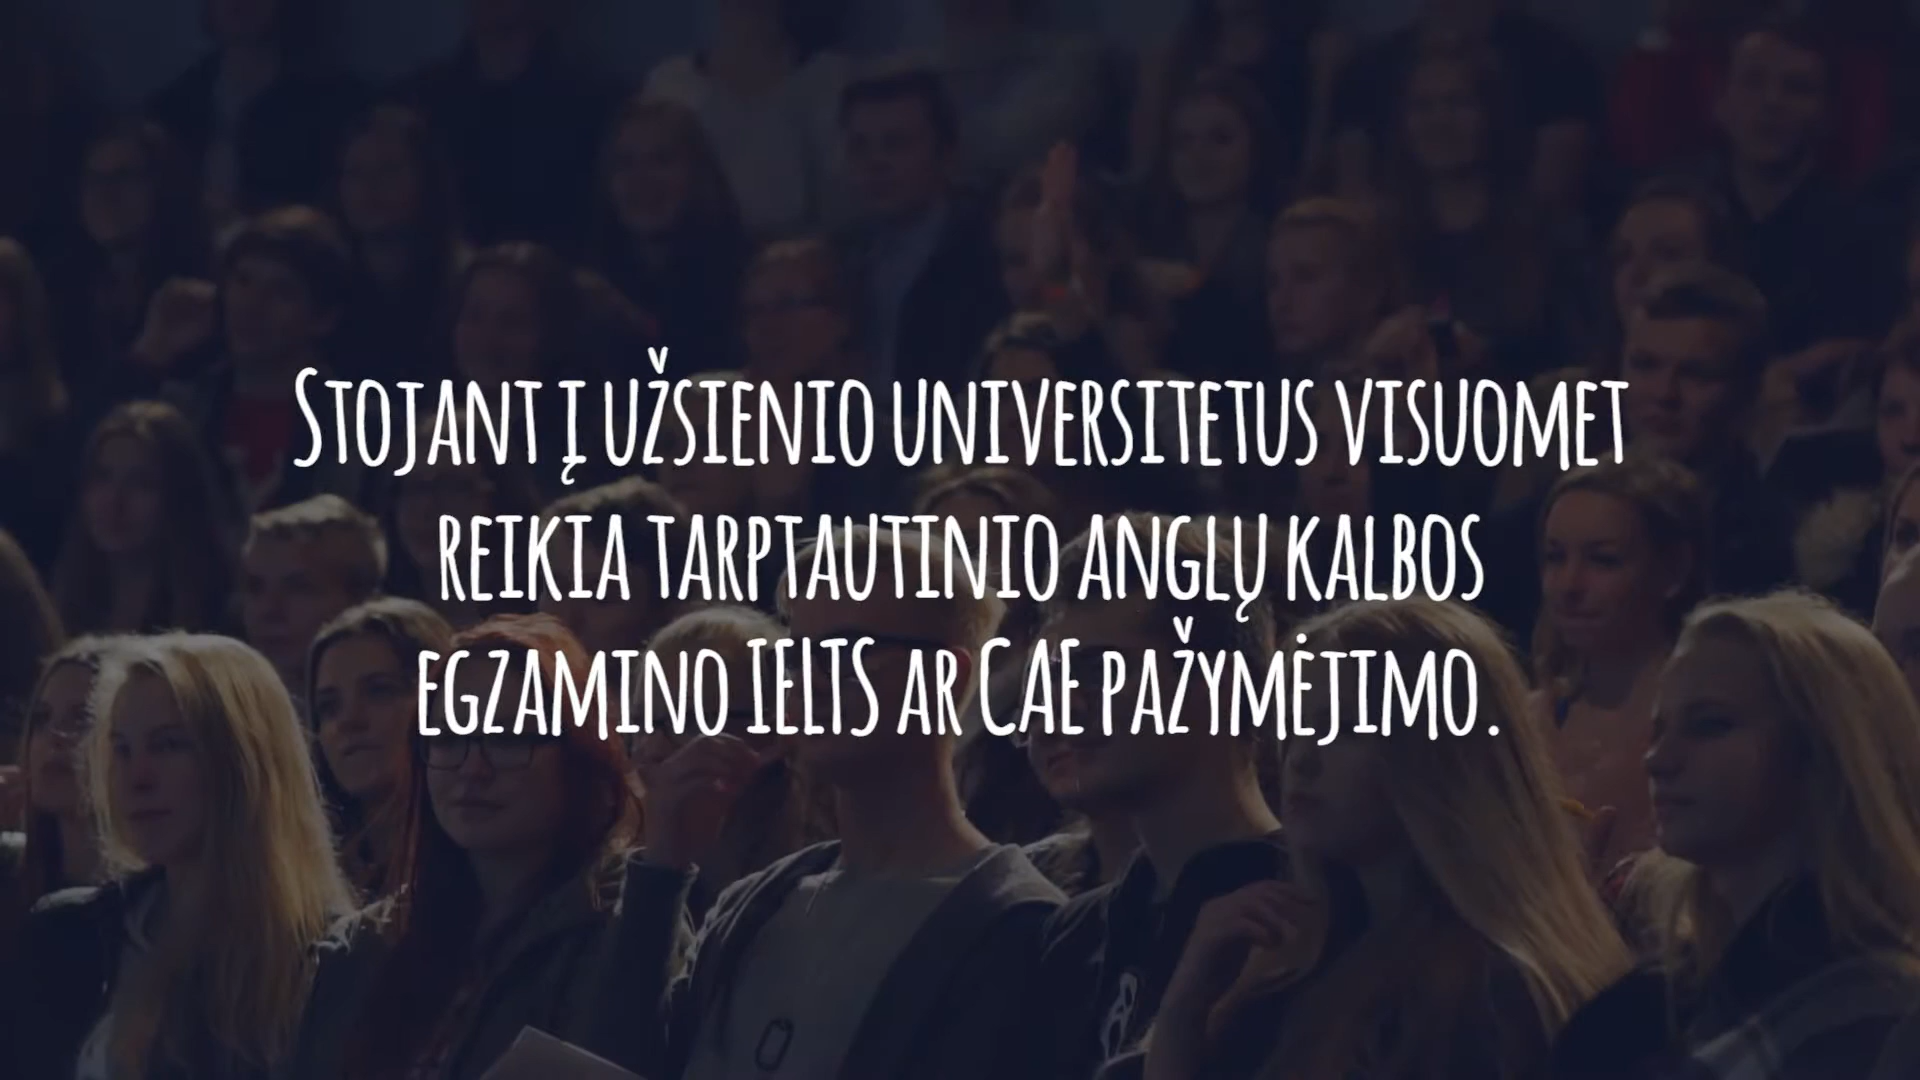 Stojant į užsienio universitetus visuomet
reikia tarptautinio anglų kalbos
egzamino IELTS ar CAE pažymėjimo.